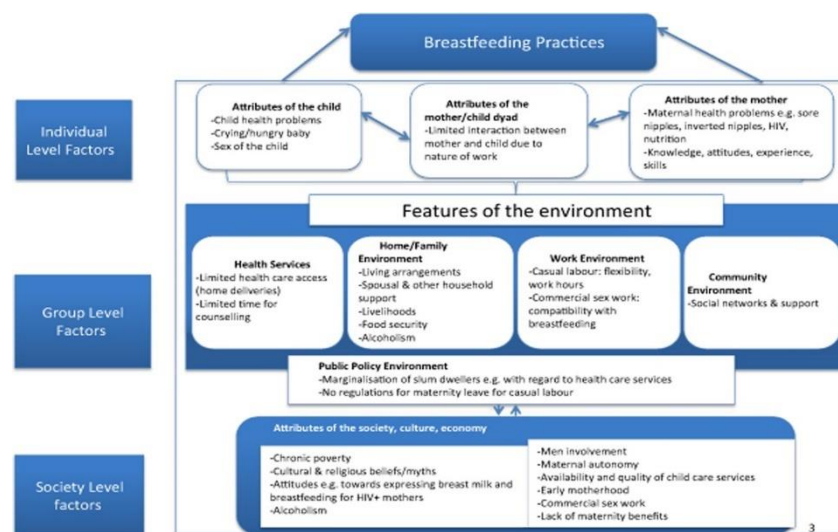 Breastfeeding Practices
Individual
Level Factors
Attributes of the child
-Child health problems
-Crying/hungry baby
-Sex of the child
Attributes of the
mother/child dyad
-Limited interaction between
mother and child due to
nature of work
Attributes of the mother
-Maternal health problems e.g. sore
nipples, inverted nipples, HIV,
nutrition
-Knowledge, attitudes, experience,
skills
Features of the environment
Group Level
Factors
Health Services
-Limited health care access
(home deliveries)
-Limited time for
counselling
Home/Family
Environment
-Living arrangements
-Spousal & other household
support
-Livelihoods
-Food security
-Alcoholism
Work Environment
-Casual labour: flexibility,
work hours
-Commercial sex work:
compatibility with
breastfeeding
Community
Environment
-Social networks & support
Public Policy Environment
-Marginalisation of slum dwellers e.g. with regard to health care services
-No regulations for maternity leave for casual labour
Society Level
factors
Attributes of the society, culture, economy
-Chronic poverty
-Cultural & religious beliefs/myths
-Attitudes e.g. towards expressing breast milk and
breastfeeding for HIV+ mothers
-Alcoholism
-Men involvement
-Maternal autonomy
-Availability and quality of child care services
-Early motherhood
-Commercial sex work
-Lack of maternity benefits
3